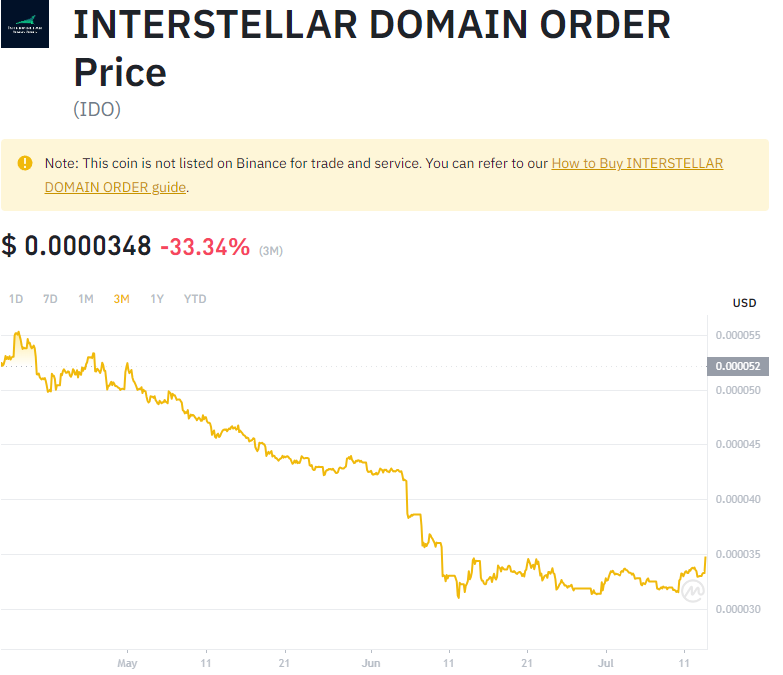 INTERSTELLAR DOMAIN ORDER
Price
(IDO)
Note: This coin is not listed on Binance for trade and service. You can refer to our How to Buy INTERSTELLAR
DOMAIN ORDER guide.
$ 0.0000348 -33.34% (3M)
1D 7D 1M 3M 1Y YTD
USD
0.000055
0.000052
0.000050
0.000045
0.000040
0.000035
0.000030
May 11 21 Jun 11 21 Jul 11